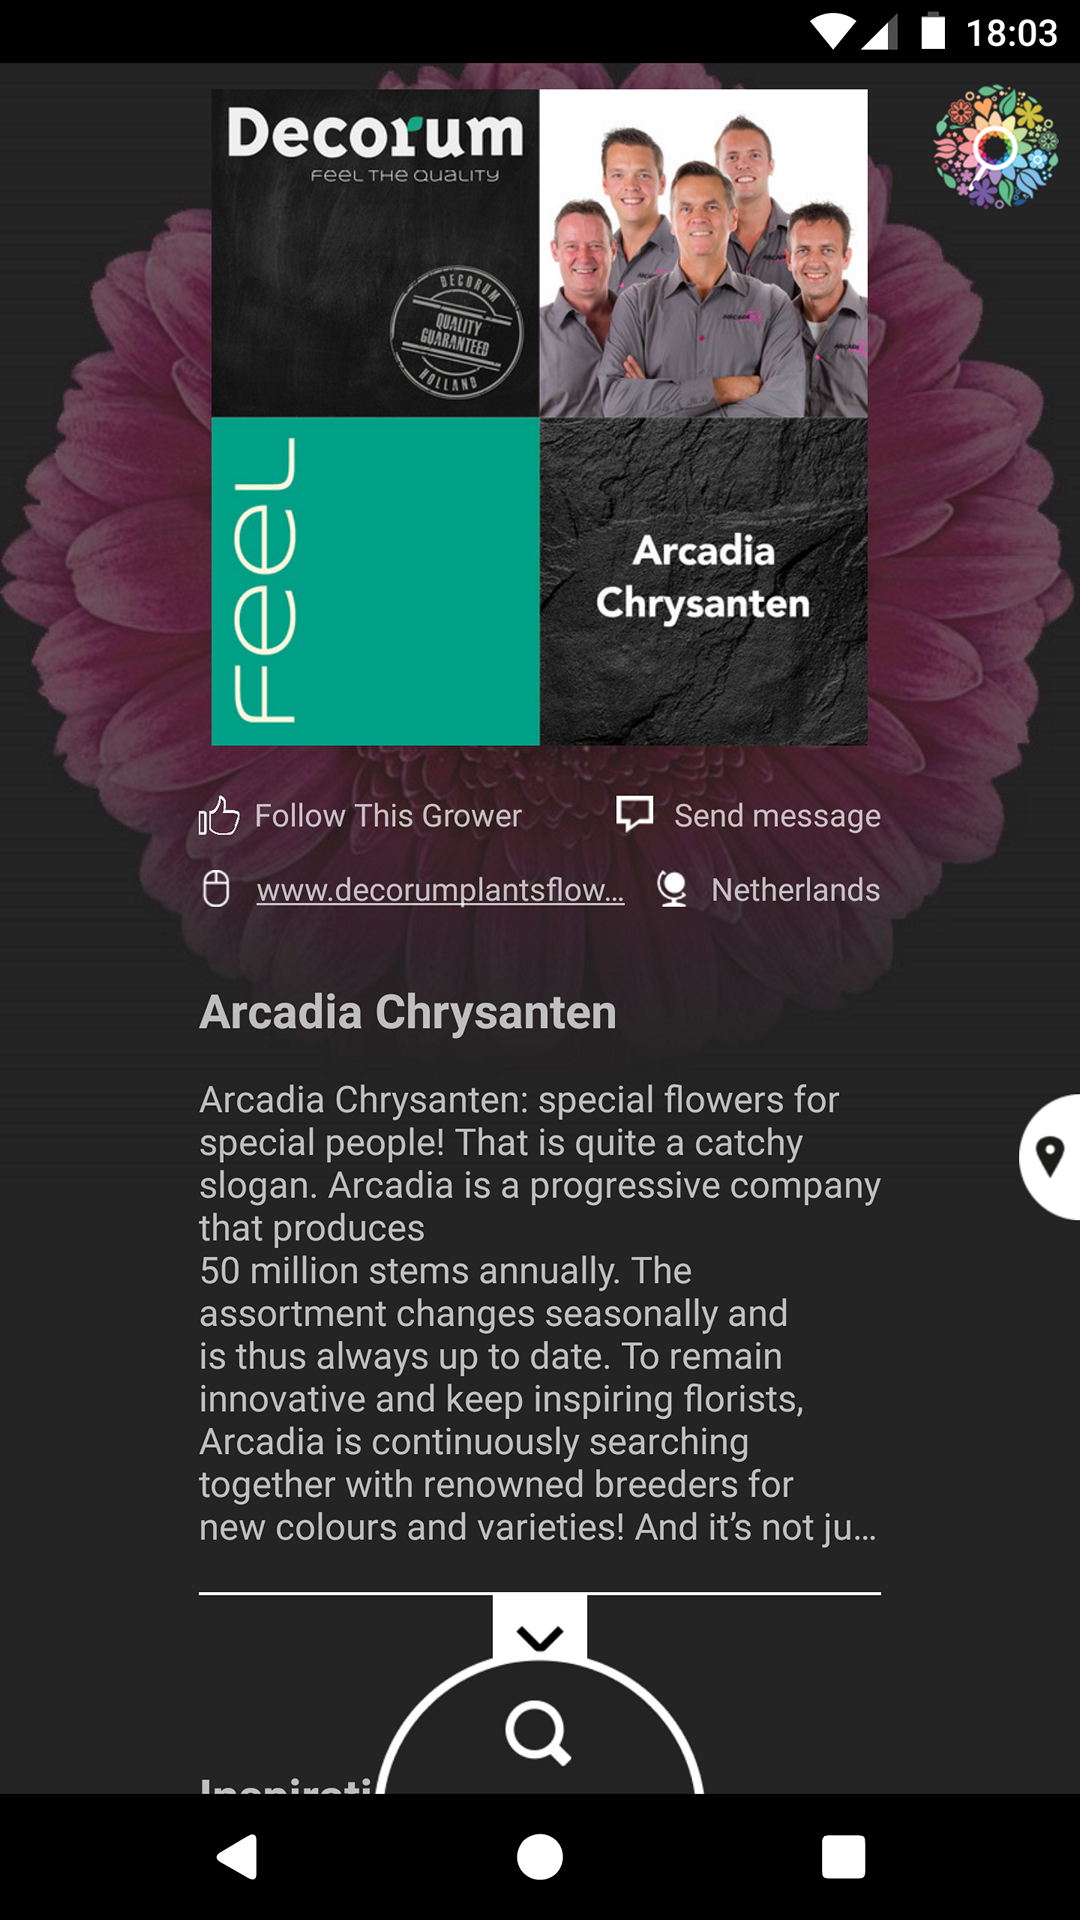 18:03
Decorum
FEEL THE QUALITY
DECORUM
QUALITY
GUARANTEED
HOLLAND
ARCADIA
FEEL
Arcadia
Chrysanten
Follow This Grower
Send message
www.decorumplantsflow...
Netherlands
Arcadia Chrysanten
Arcadia Chrysanten: special flowers for
special people! That is quite a catchy
slogan. Arcadia is a progressive company
that produces
50 million stems annually. The
assortment changes seasonally and
is thus always up to date. To remain
innovative and keep inspiring florists,
Arcadia is continuously searching
together with renowned breeders for
new colours and varieties! And it’s not ju...